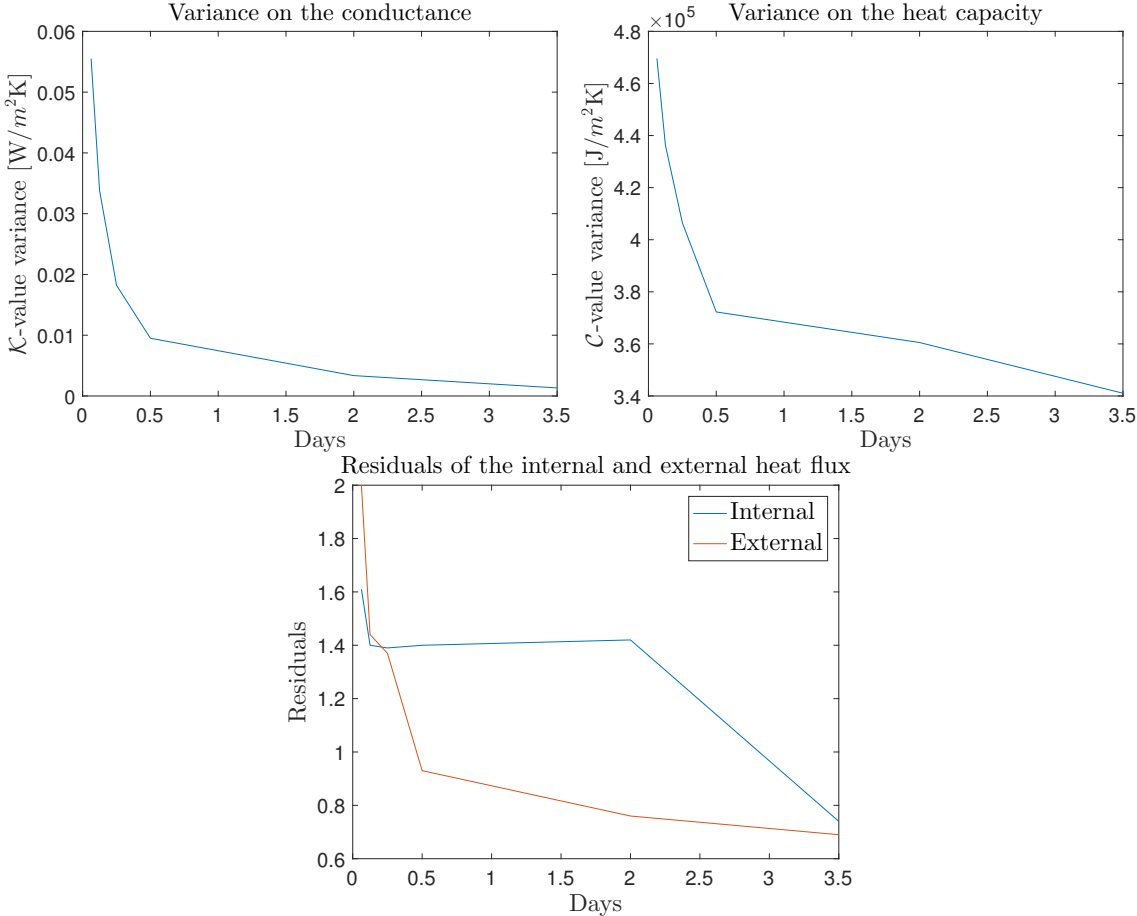 Variance on the conductance
0.06
0.05
0.04
0.03
0.02
0.01
0
𝒦-value variance [W/m²K]
0 0.5 1 1.5 2 2.5 3 3.5
Days
Variance on the heat capacity
×10⁵
4.8
4.6
4.4
4.2
4
3.8
3.6
3.4
𝒞-value variance [J/m²K]
0 0.5 1 1.5 2 2.5 3 3.5
Days
Residuals of the internal and external heat flux
2
1.8
1.6
1.4
1.2
1
0.8
0.6
Residuals
Internal
External
0 0.5 1 1.5 2 2.5 3 3.5
Days